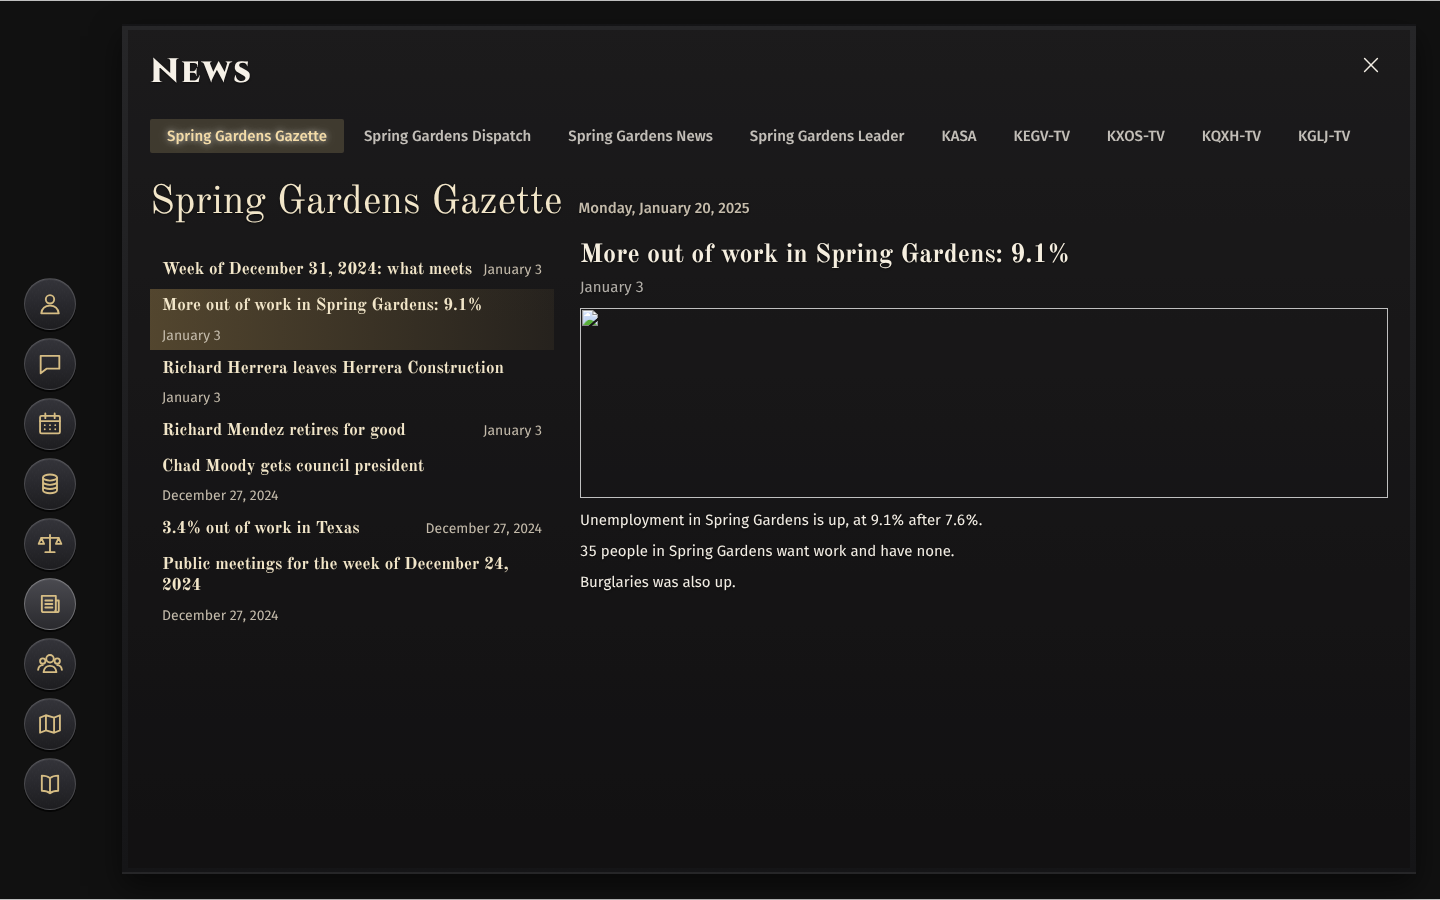 News
Spring Gardens Gazette
Spring Gardens Dispatch
Spring Gardens News
Spring Gardens Leader
KASA
KEGV-TV
KXOS-TV
KQXH-TV
KGLJ-TV
Spring Gardens Gazette
Monday, January 20, 2025
Week of December 31, 2024: what meets
January 3
More out of work in Spring Gardens: 9.1%
January 3
Richard Herrera leaves Herrera Construction
January 3
Richard Mendez retires for good
January 3
Chad Moody gets council president
December 27, 2024
3.4% out of work in Texas
December 27, 2024
Public meetings for the week of December 24,
2024
December 27, 2024
More out of work in Spring Gardens: 9.1%
January 3
Unemployment in Spring Gardens is up, at 9.1% after 7.6%.
35 people in Spring Gardens want work and have none.
Burglaries was also up.